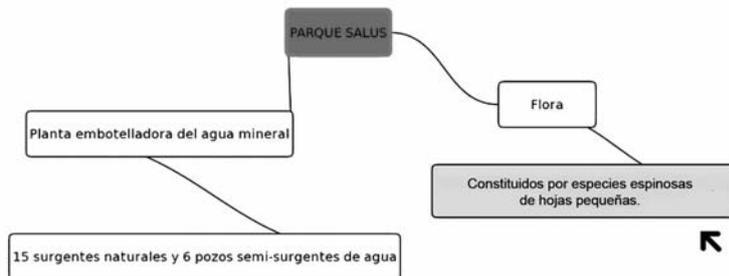 PARQUE SALUS
Flora
Planta embotelladora del agua mineral
Constituidos por especies espinosas
de hojas pequeñas.
15 surgentes naturales y 6 pozos semi-surgentes de agua